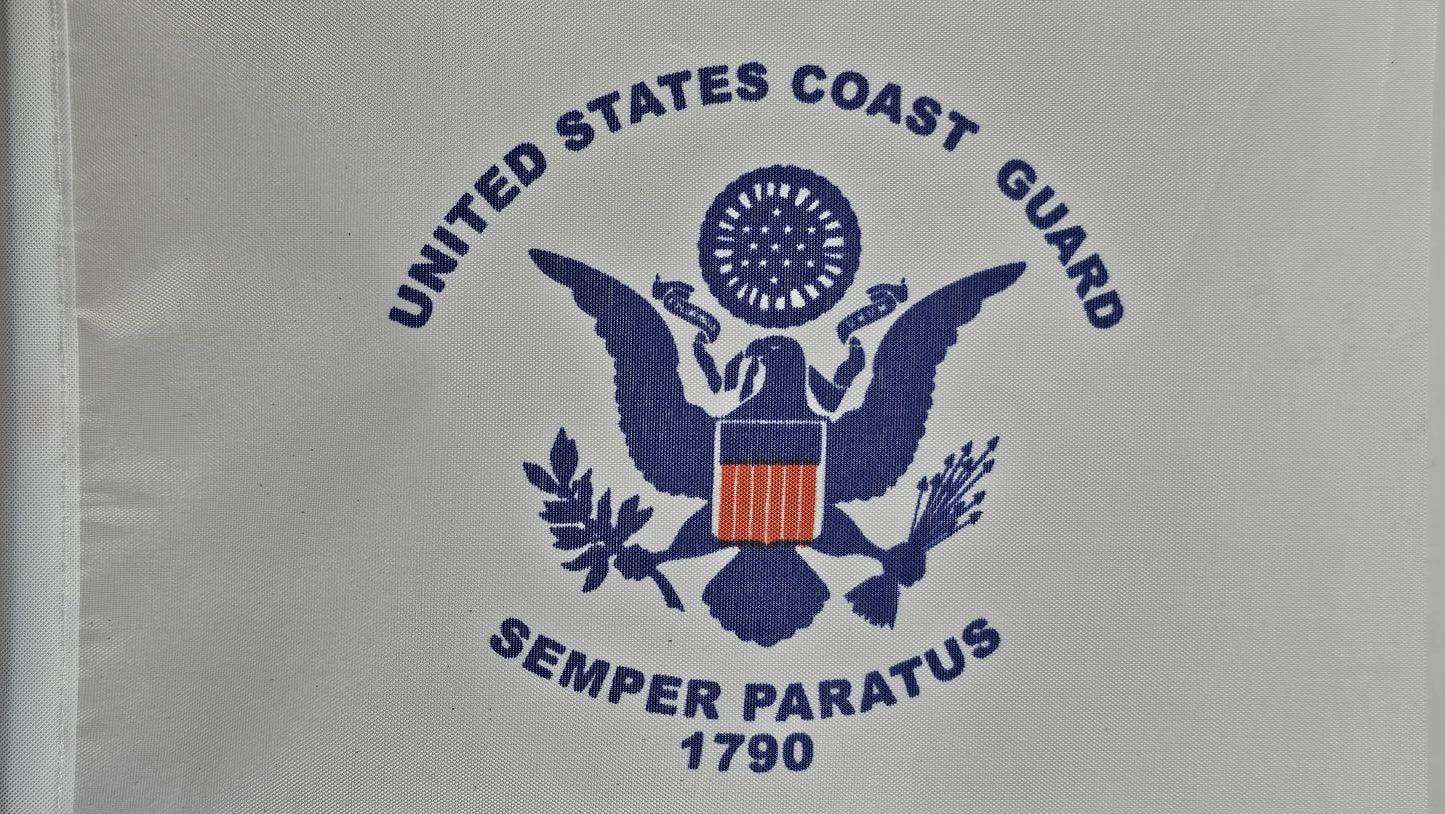 UNITED STATES COAST GUARD
SEMPER PARATUS
1790